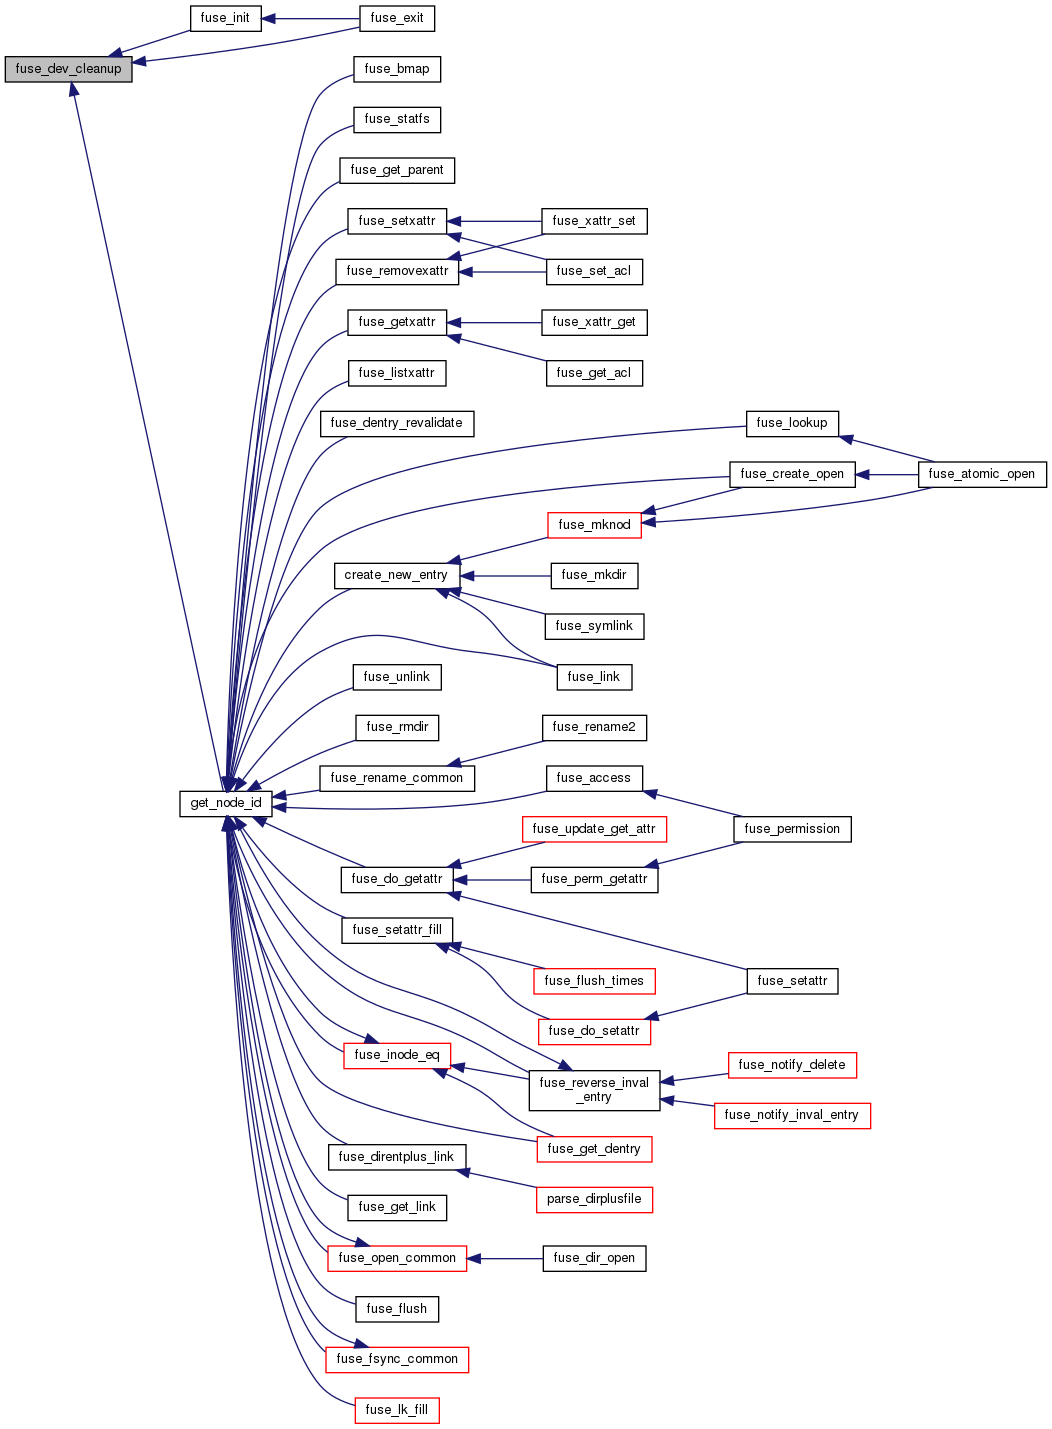 fuse_init
fuse_exit
fuse_dev_cleanup
fuse_bmap
fuse_statfs
fuse_get_parent
fuse_setxattr
fuse_xattr_set
fuse_removexattr
fuse_set_acl
fuse_getxattr
fuse_xattr_get
fuse_listxattr
fuse_get_acl
fuse_dentry_revalidate
fuse_lookup
fuse_create_open
fuse_atomic_open
fuse_mknod
create_new_entry
fuse_mkdir
fuse_symlink
fuse_unlink
fuse_link
fuse_rmdir
fuse_rename2
fuse_rename_common
fuse_access
get_node_id
fuse_update_get_attr
fuse_permission
fuse_do_getattr
fuse_perm_getattr
fuse_setattr_fill
fuse_flush_times
fuse_setattr
fuse_do_setattr
fuse_inode_eq
fuse_notify_delete
fuse_reverse_inval
_entry
fuse_notify_inval_entry
fuse_direntplus_link
fuse_get_dentry
parse_dirplusfile
fuse_get_link
fuse_open_common
fuse_dir_open
fuse_flush
fuse_fsync_common
fuse_lk_fill